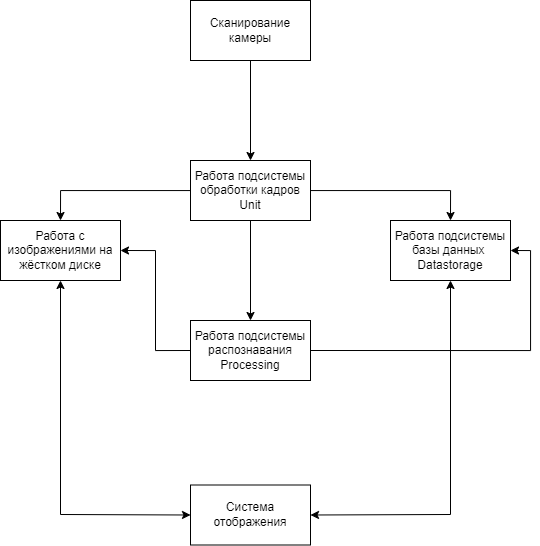 Сканирование
камеры
Работа подсистемы
обработки кадров
Unit
Работа с
изображениями на
жёстком диске
Работа подсистемы
базы данных
Datastorage
Работа подсистемы
распознавания
Processing
Система
отображения